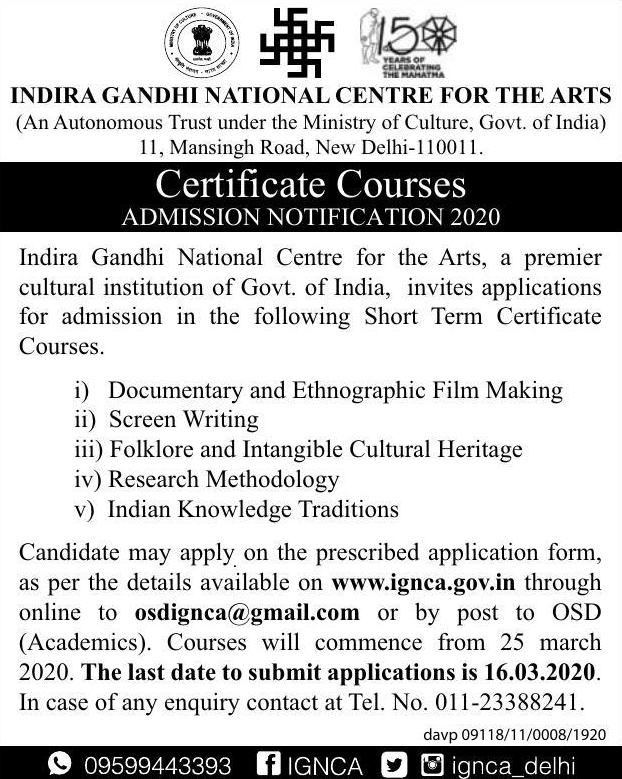 MINISTRY OF CULTURE GOVERNMENT OF INDIA
150
YEARS OF
CELEBRATING
THE MAHATMA
INDIRA GANDHI NATIONAL CENTRE FOR THE ARTS
(An Autonomous Trust under the Ministry of Culture, Govt. of India)
11, Mansingh Road, New Delhi-110011.
Certificate Courses
ADMISSION NOTIFICATION 2020
Indira Gandhi National Centre for the Arts, a premier
cultural institution of Govt. of India, invites applications
for admission in the following Short Term Certificate
Courses.
i) Documentary and Ethnographic Film Making
ii) Screen Writing
iii) Folklore and Intangible Cultural Heritage
iv) Research Methodology
v) Indian Knowledge Traditions
Candidate may apply on the prescribed application form,
as per the details available on www.ignca.gov.in through
online to osdignca@gmail.com or by post to OSD
(Academics). Courses will commence from 25 march
2020. The last date to submit applications is 16.03.2020.
In case of any enquiry contact at Tel. No. 011-23388241.
davp 09118/11/0008/1920
09599443393 IGNCA ignca_delhi